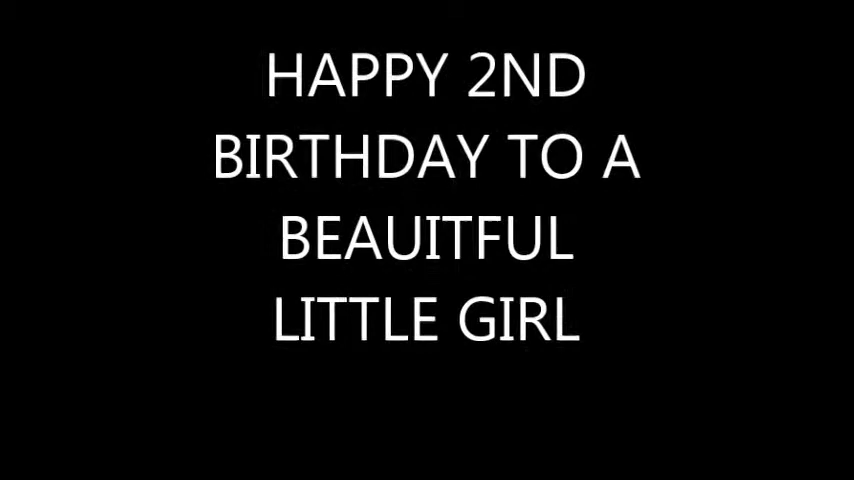 HAPPY 2ND
BIRTHDAY TO A
BEAUITFUL
LITTLE GIRL